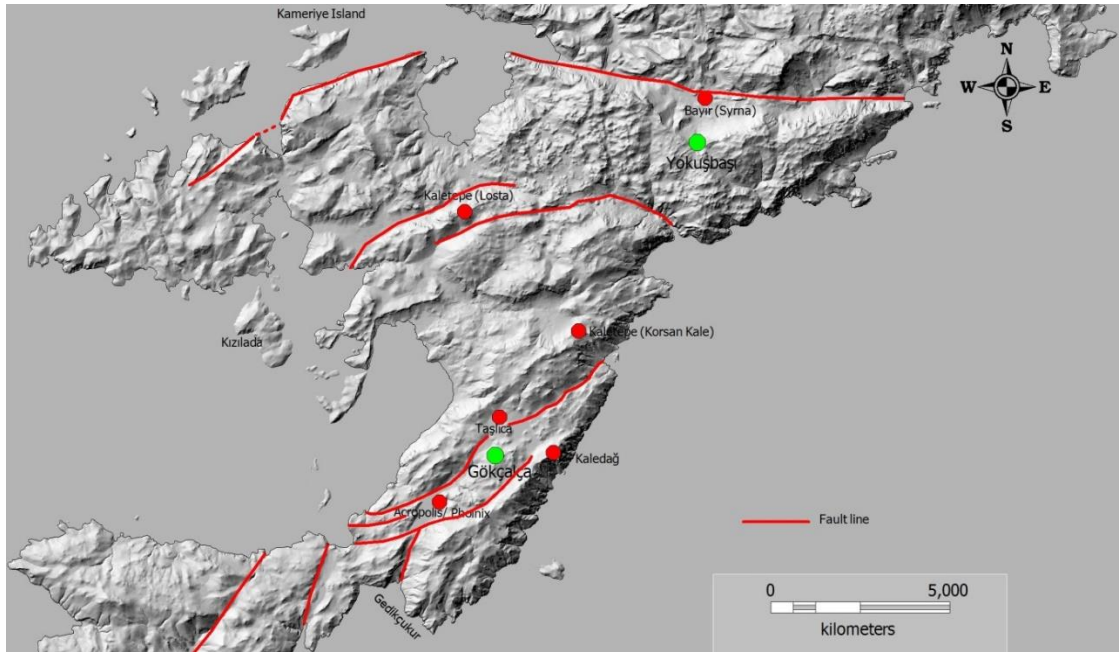 Kameriye Island
N
W E
S
Bayır (Syrna)
Yokuşbaşı
Kaletepe (Losta)
Kızılada
Kaletepe (Korsan Kale)
Taşlıca
Kaledağ
Gökçalça
Acropolis/ Phoinix
Fault line
Gedikçukur
0 5,000
kilometers